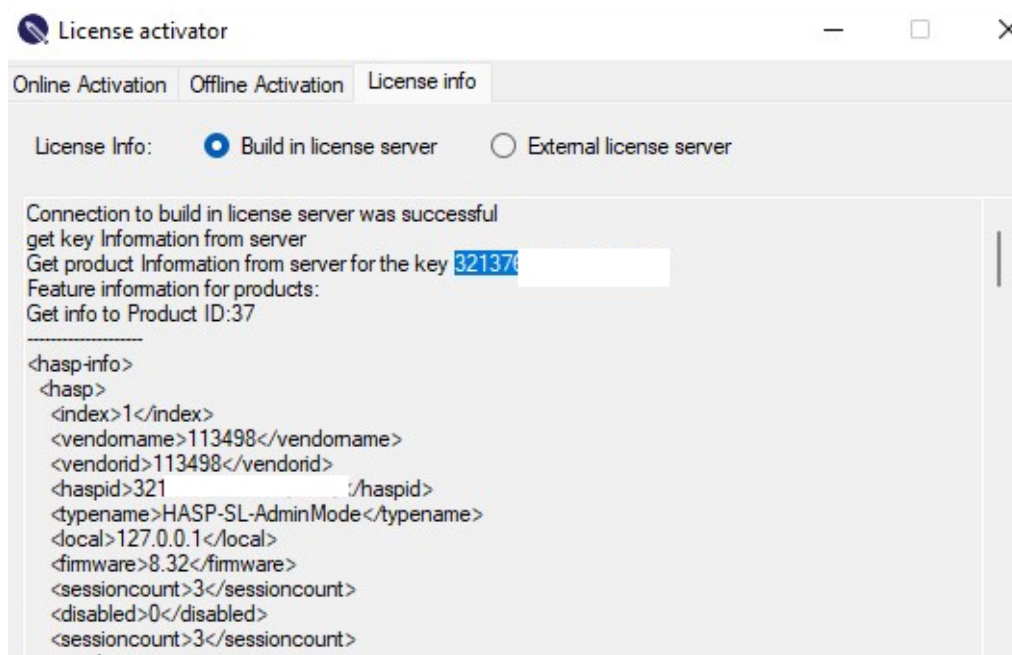 License activator
Online Activation Offline Activation License info
License Info: Build in license server External license server
Connection to build in license server was successful
get key Information from server
Get product Information from server for the key 321376
Feature information for products:
Get info to Product ID:37
--------------------
<hasp-info>
<hasp>
<index>1</index>
<vendorname>113498</vendorname>
<vendorid>113498</vendorid>
<haspid>321 </haspid>
<typename>HASP-SL-AdminMode</typename>
<local>127.0.0.1</local>
<firmware>8.32</firmware>
<sessioncount>3</sessioncount>
<disabled>0</disabled>
<sessioncount>3</sessioncount>